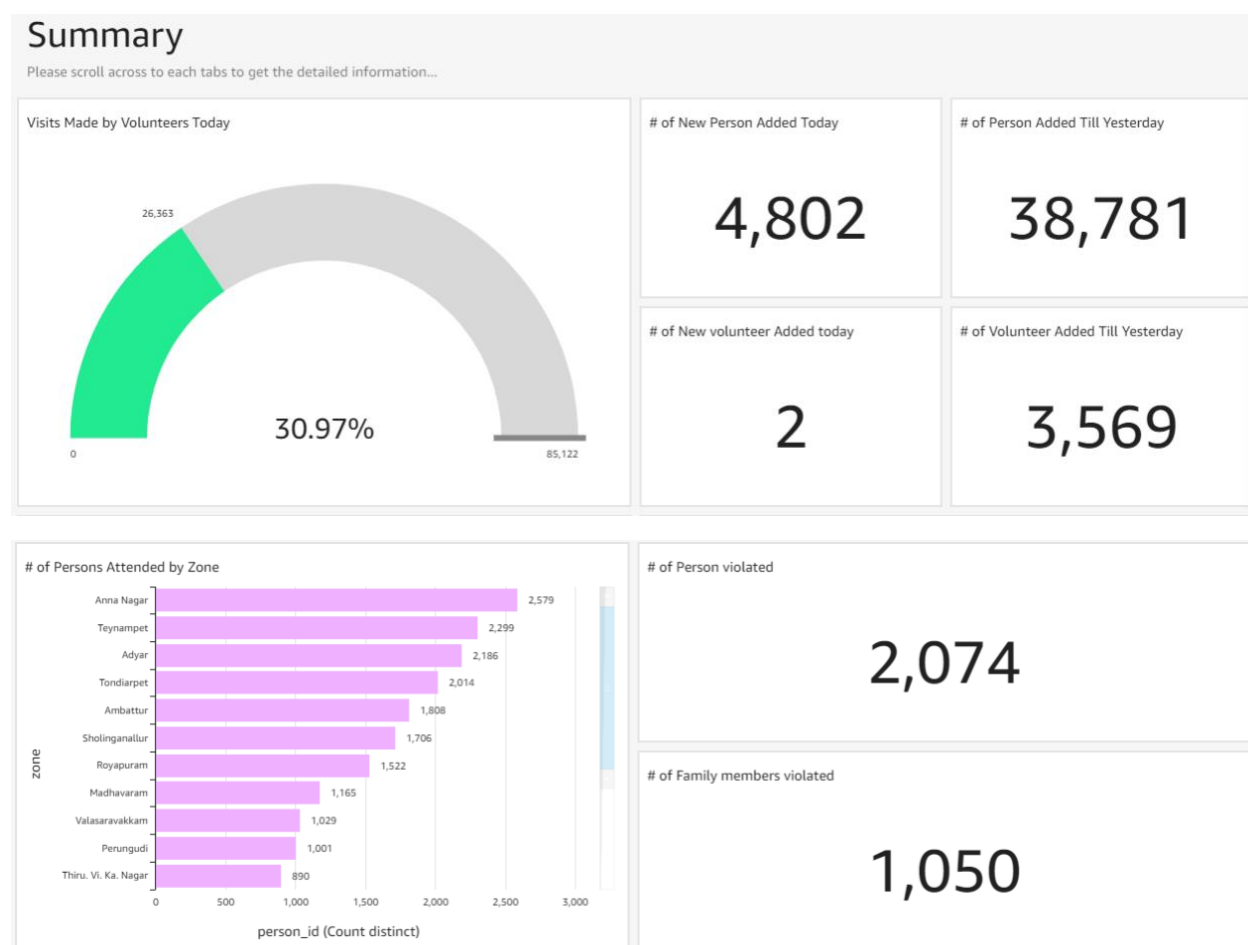 Summary
Please scroll across to each tabs to get the detailed information...
Visits Made by Volunteers Today
26,363
30.97%
0
85,122
# of New Person Added Today
4,802
# of Person Added Till Yesterday
38,781
# of New volunteer Added today
2
# of Volunteer Added Till Yesterday
3,569
# of Persons Attended by Zone
zone
Anna Nagar 2,579
Teynampet 2,299
Adyar 2,186
Tondiarpet 2,014
Ambattur 1,808
Sholinganallur 1,706
Royapuram 1,522
Madhavaram 1,165
Valasaravakkam 1,029
Perungudi 1,001
Thiru. Vi. Ka. Nagar 890
0 500 1,000 1,500 2,000 2,500 3,000
person_id (Count distinct)
# of Person violated
2,074
# of Family members violated
1,050